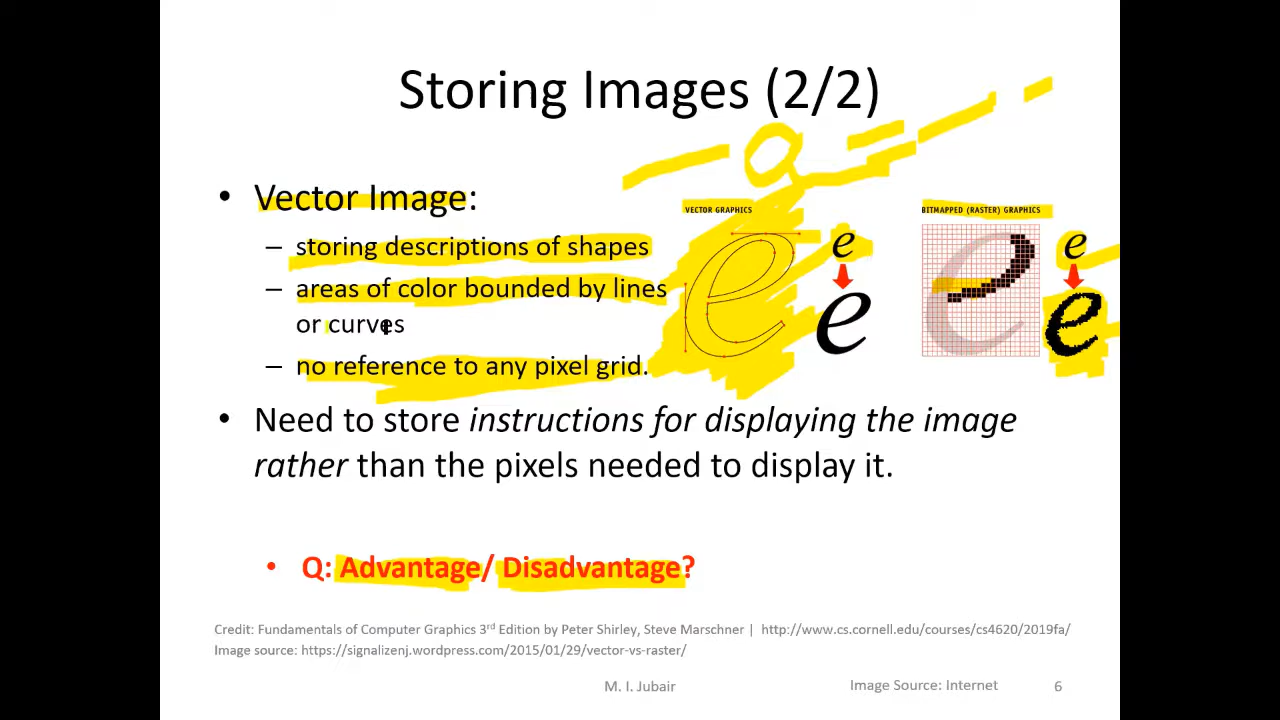 Storing Images (2/2)
• Vector Image:
– storing descriptions of shapes
– areas of color bounded by lines
or curves
– no reference to any pixel grid.
VECTOR GRAPHICS
e
e
BITMAPPED (RASTER) GRAPHICS
e
e
• Need to store instructions for displaying the image
rather than the pixels needed to display it.
• Q: Advantage/ Disadvantage?
Credit: Fundamentals of Computer Graphics 3rd Edition by Peter Shirley, Steve Marschner | http://www.cs.cornell.edu/courses/cs4620/2019fa/
Image source: https://signalizenj.wordpress.com/2015/01/29/vector-vs-raster/
M. I. Jubair
Image Source: Internet
6